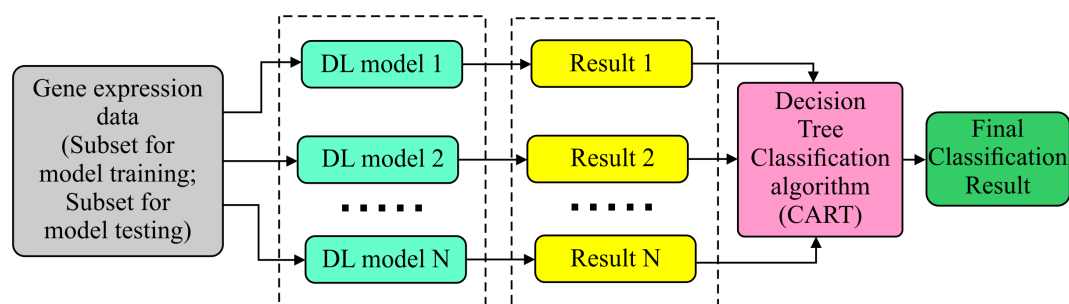 Gene expression
data
(Subset for
model training;
Subset for
model testing)
DL model 1
DL model 2
DL model N
Result 1
Result 2
Result N
Decision
Tree
Classification
algorithm
(CART)
Final
Classification
Result